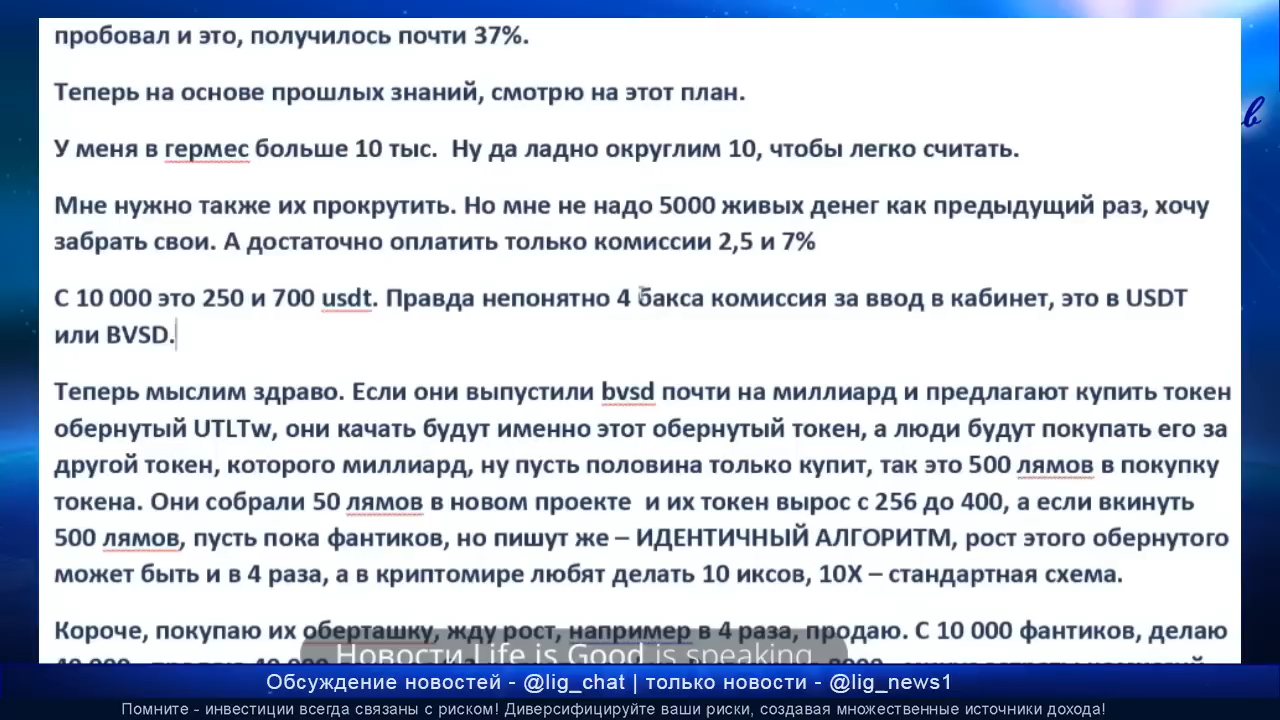 пробовал и это, получилось почти 37%.
Теперь на основе прошлых знаний, смотрю на этот план.
У меня в гермес больше 10 тыс.  Ну да ладно округлим 10, чтобы легко считать.
Мне нужно также их прокрутить. Но мне не надо 5000 живых денег как предыдущий раз, хочу
забрать свои. А достаточно оплатить только комиссии 2,5 и 7%
С 10 000 это 250 и 700 usdt. Правда непонятно 4 бакса комиссия за ввод в кабинет, это в USDT
или BVSD.
Теперь мыслим здраво. Если они выпустили bvsd почти на миллиард и предлагают купить токен
обернутый UTLTw, они качать будут именно этот обернутый токен, а люди будут покупать его за
другой токен, которого миллиард, ну пусть половина только купит, так это 500 лямов в покупку
токена. Они собрали 50 лямов в новом проекте  и их токен вырос с 256 до 400, а если вкинуть
500 лямов, пусть пока фантиков, но пишут же – ИДЕНТИЧНЫЙ АЛГОРИТМ, рост этого обернутого
может быть и в 4 раза, а в криптомире любят делать 10 иксов, 10X – стандартная схема.
Короче, покупаю их оберташку, жду рост, например в 4 раза, продаю. С 10 000 фантиков, делаю
Новости Life is Good is speaking
Обсуждение новостей - @lig_chat | только новости - @lig_news1
Помните - инвестиции всегда связаны с риском! Диверсифицируйте ваши риски, создавая множественные источники дохода!